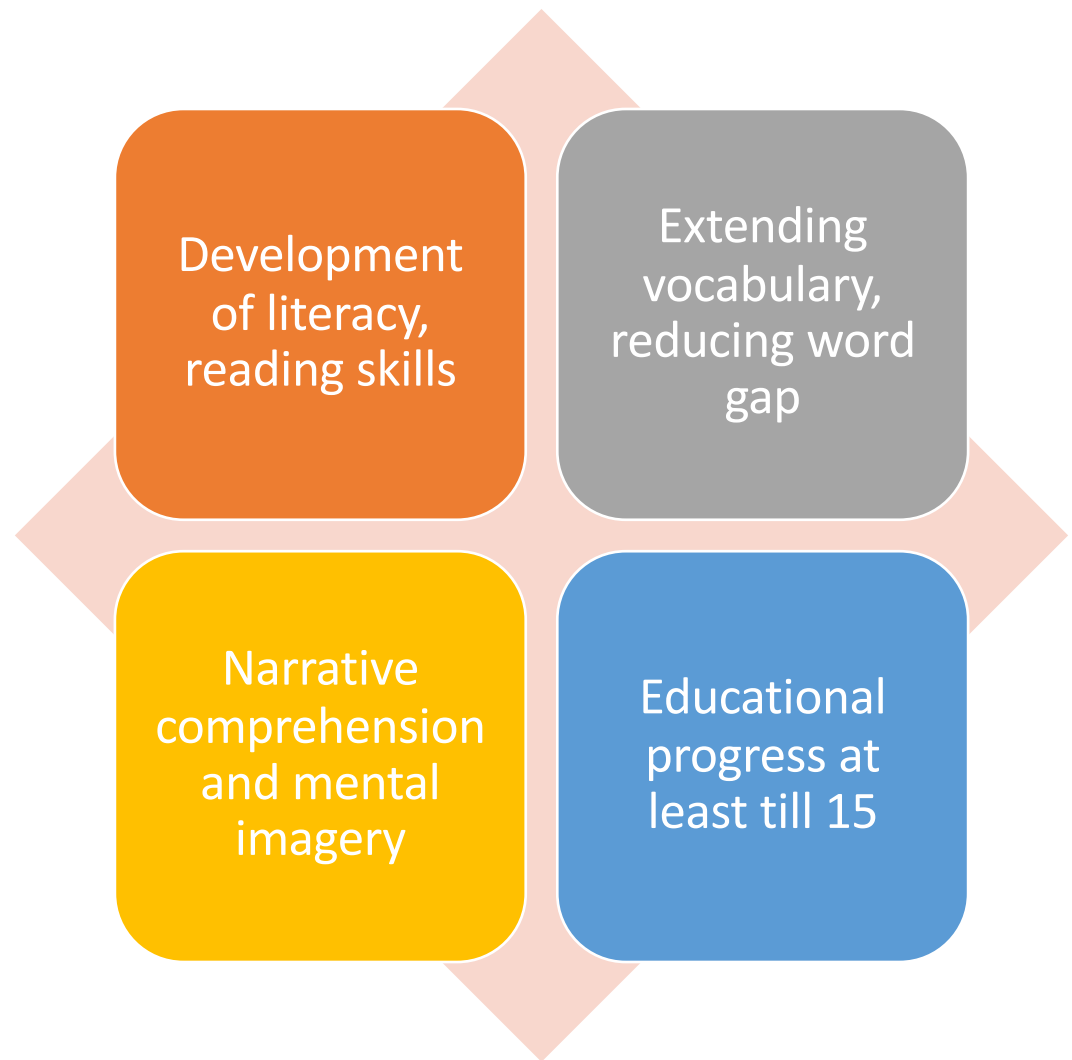 Development
of literacy,
reading skills
Extending
vocabulary,
reducing word
gap
Narrative
comprehension
and mental
imagery
Educational
progress at
least till 15